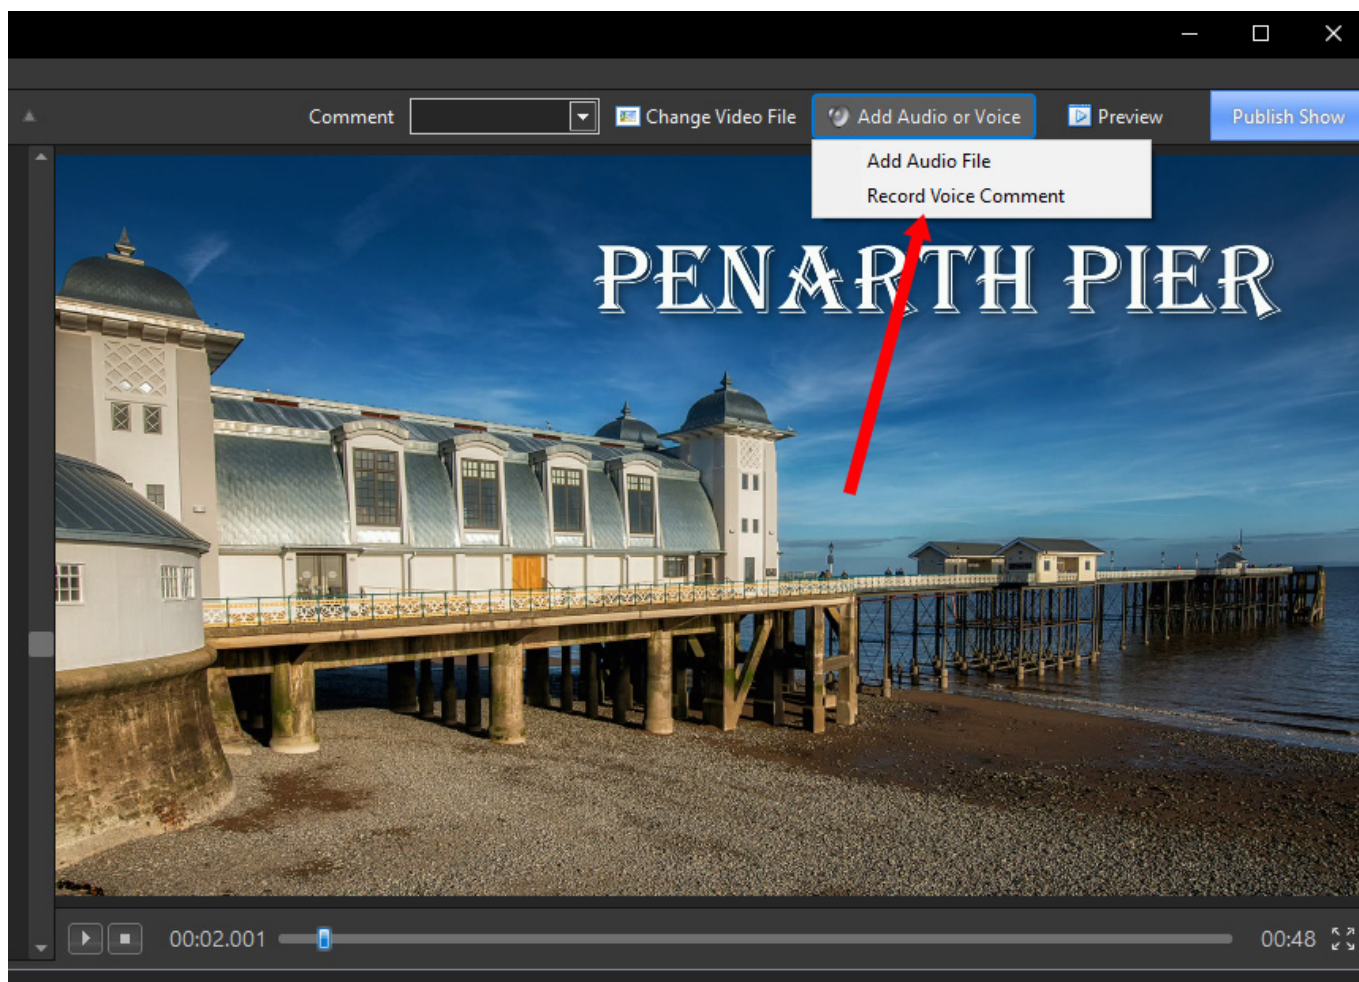 Comment Change Video File Add Audio or Voice Preview Publish Show
Add Audio File
Record Voice Comment
PENARTH PIER
00:02.001 00:48